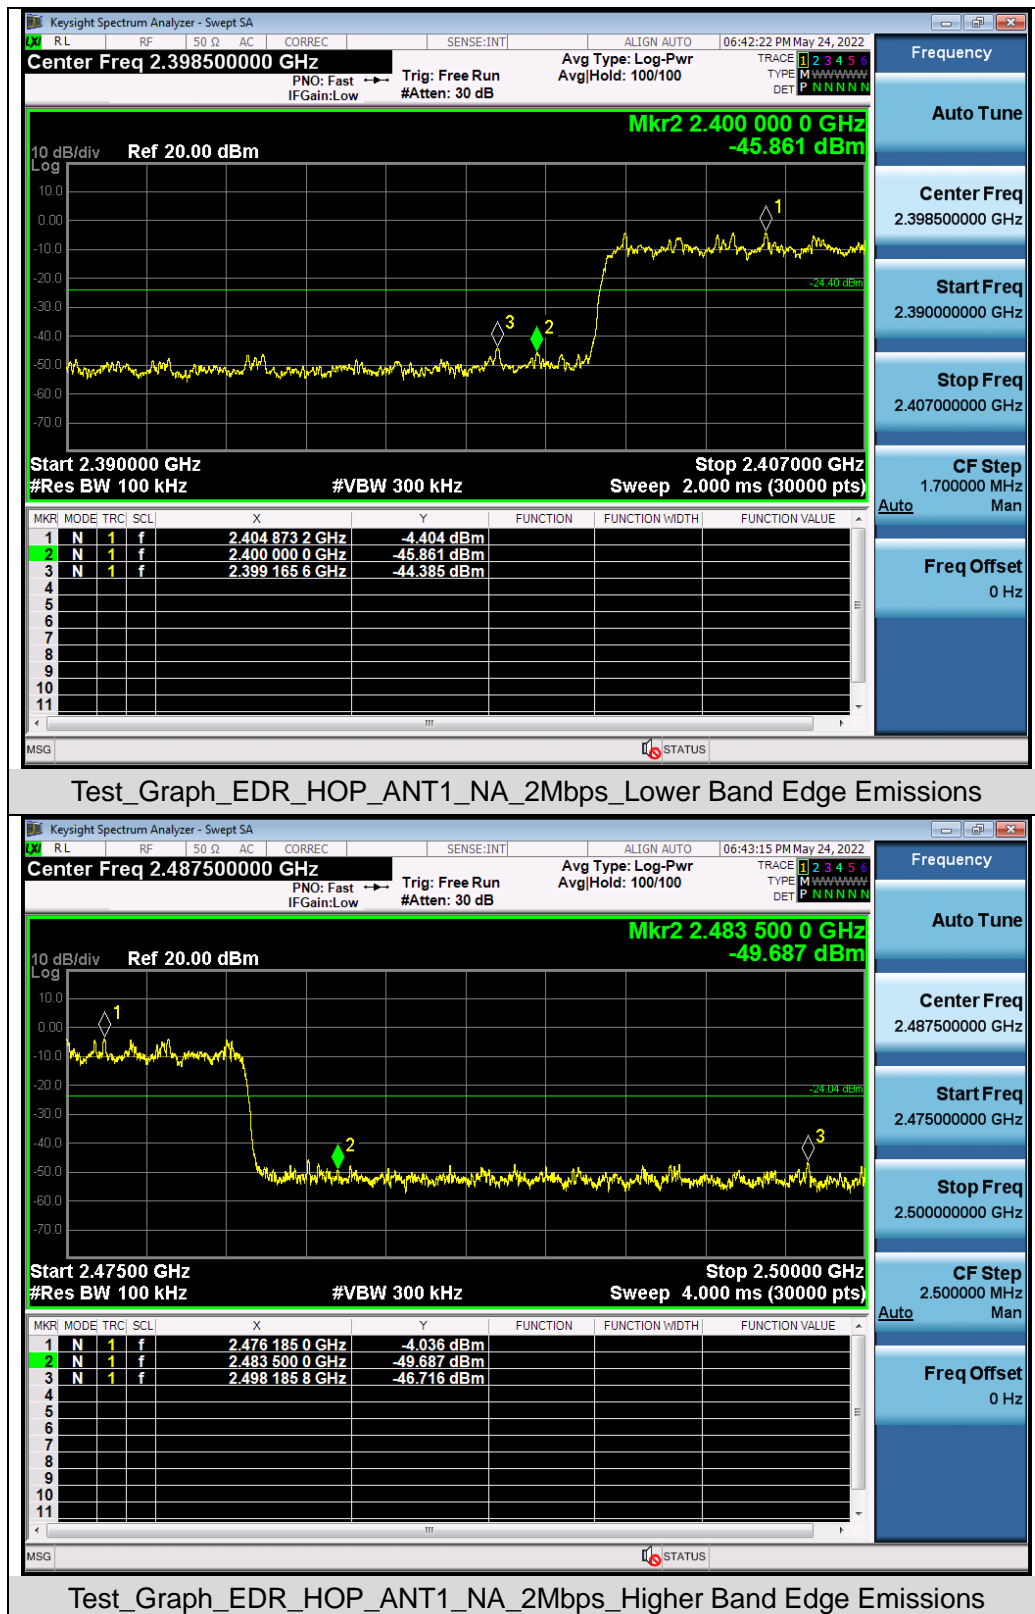 Keysight Spectrum Analyzer - Swept SA
LXI RL RF 50 Ω AC CORREC SENSE:INT ALIGN AUTO 06:42:22 PM May 24, 2022
Center Freq 2.398500000 GHz
PNO: Fast
IFGain:Low
Trig: Free Run
#Atten: 30 dB
Avg Type: Log-Pwr
Avg|Hold: 100/100
TRACE 1 2 3 4 5 6
TYPE M WWWWW
DET P N N N N N
Frequency
Mkr2 2.400 000 0 GHz
-45.861 dBm
10 dB/div Ref 20.00 dBm
Log
10.0
0.00
-10.0
-20.0
-30.0
-40.0
-50.0
-60.0
-70.0
1
-24.40 dBm
3
2
Start 2.390000 GHz
Stop 2.407000 GHz
#Res BW 100 kHz #VBW 300 kHz Sweep 2.000 ms (30000 pts)
MKR MODE TRC SCL X Y FUNCTION FUNCTION WIDTH FUNCTION VALUE
1 N 1 f 2.404 873 2 GHz -4.404 dBm
2 N 1 f 2.400 000 0 GHz -45.861 dBm
3 N 1 f 2.399 165 6 GHz -44.385 dBm
4
5
6
7
8
9
10
11
MSG STATUS
Auto Tune
Center Freq
2.398500000 GHz
Start Freq
2.390000000 GHz
Stop Freq
2.407000000 GHz
CF Step
1.700000 MHz
Auto Man
Freq Offset
0 Hz
Test_Graph_EDR_HOP_ANT1_NA_2Mbps_Lower Band Edge Emissions
Keysight Spectrum Analyzer - Swept SA
LXI RL RF 50 Ω AC CORREC SENSE:INT ALIGN AUTO 06:43:15 PM May 24, 2022
Center Freq 2.487500000 GHz
PNO: Fast
IFGain:Low
Trig: Free Run
#Atten: 30 dB
Avg Type: Log-Pwr
Avg|Hold: 100/100
TRACE 1 2 3 4 5 6
TYPE M WWWWW
DET P N N N N N
Frequency
Mkr2 2.483 500 0 GHz
-49.687 dBm
10 dB/div Ref 20.00 dBm
Log
10.0
0.00
-10.0
-20.0
-30.0
-40.0
-50.0
-60.0
-70.0
1
-24.04 dBm
2
3
Start 2.47500 GHz
Stop 2.50000 GHz
#Res BW 100 kHz #VBW 300 kHz Sweep 4.000 ms (30000 pts)
MKR MODE TRC SCL X Y FUNCTION FUNCTION WIDTH FUNCTION VALUE
1 N 1 f 2.476 185 0 GHz -4.036 dBm
2 N 1 f 2.483 500 0 GHz -49.687 dBm
3 N 1 f 2.498 185 8 GHz -46.716 dBm
4
5
6
7
8
9
10
11
MSG STATUS
Auto Tune
Center Freq
2.487500000 GHz
Start Freq
2.475000000 GHz
Stop Freq
2.500000000 GHz
CF Step
2.500000 MHz
Auto Man
Freq Offset
0 Hz
Test_Graph_EDR_HOP_ANT1_NA_2Mbps_Higher Band Edge Emissions